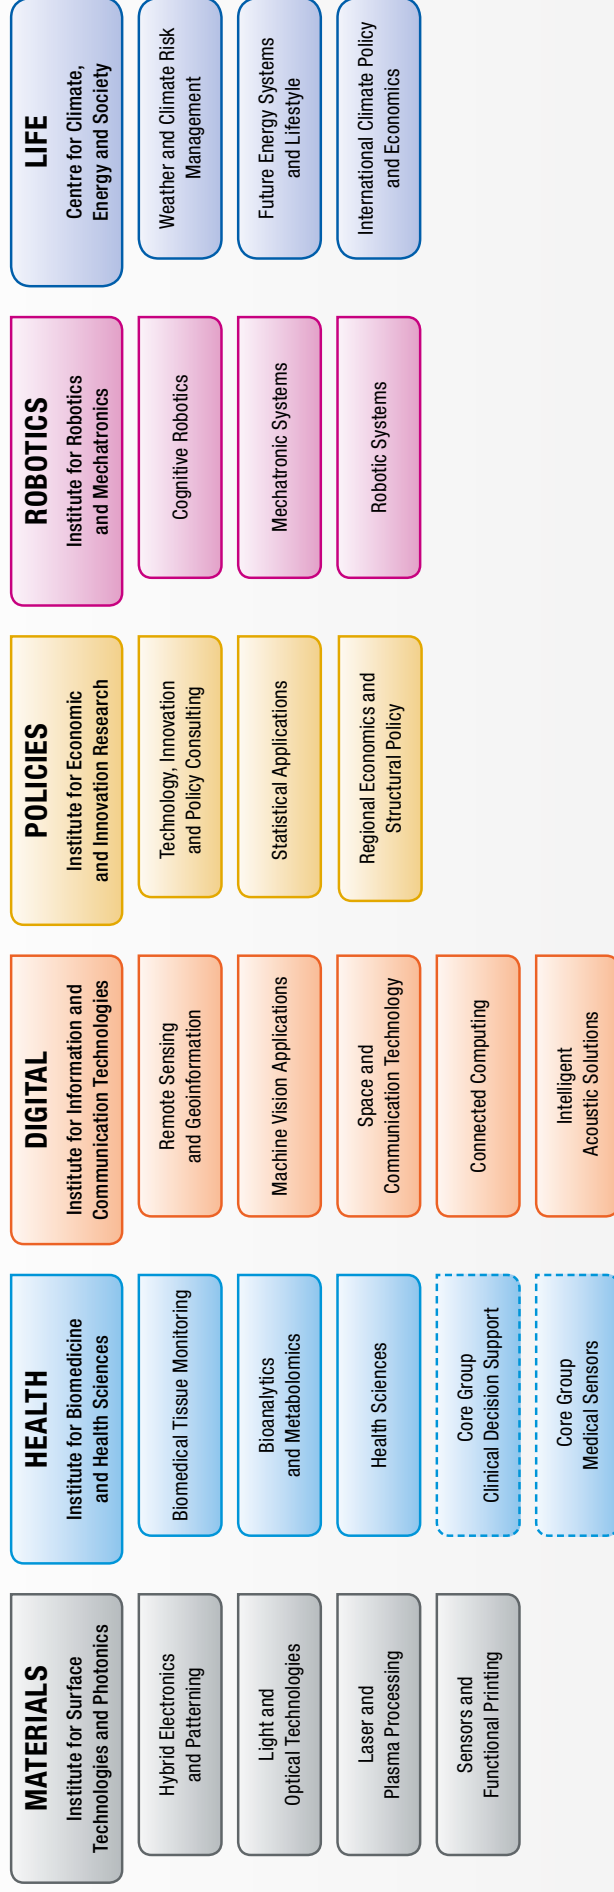 MATERIALS
Institute for Surface
Technologies and Photonics
Hybrid Electronics
and Patterning
Light and
Optical Technologies
Laser and
Plasma Processing
Sensors and
Functional Printing
HEALTH
Institute for Biomedicine
and Health Sciences
Biomedical Tissue Monitoring
Bioanalytics
and Metabolomics
Health Sciences
Core Group
Clinical Decision Support
Core Group
Medical Sensors
DIGITAL
Institute for Information and
Communication Technologies
Remote Sensing
and Geoinformation
Machine Vision Applications
Space and
Communication Technology
Connected Computing
Intelligent
Acoustic Solutions
POLICIES
Institute for Economic
and Innovation Research
Technology, Innovation
and Policy Consulting
Statistical Applications
Regional Economics and
Structural Policy
ROBOTICS
Institute for Robotics
and Mechatronics
Cognitive Robotics
Mechatronic Systems
Robotic Systems
LIFE
Centre for Climate,
Energy and Society
Weather and Climate Risk
Management
Future Energy Systems
and Lifestyle
International Climate Policy
and Economics